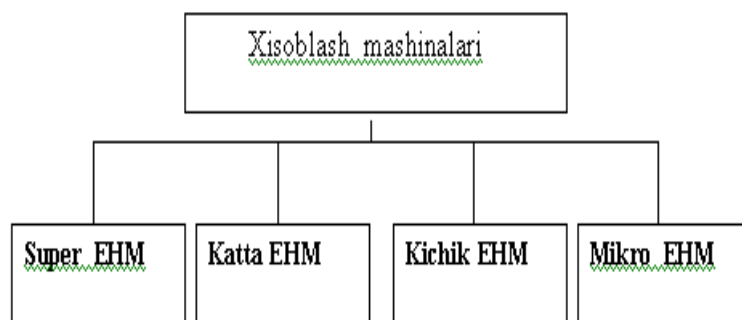 Xisoblash mashinalari
Super EHM
Katta EHM
Kichik EHM
Mikro EHM